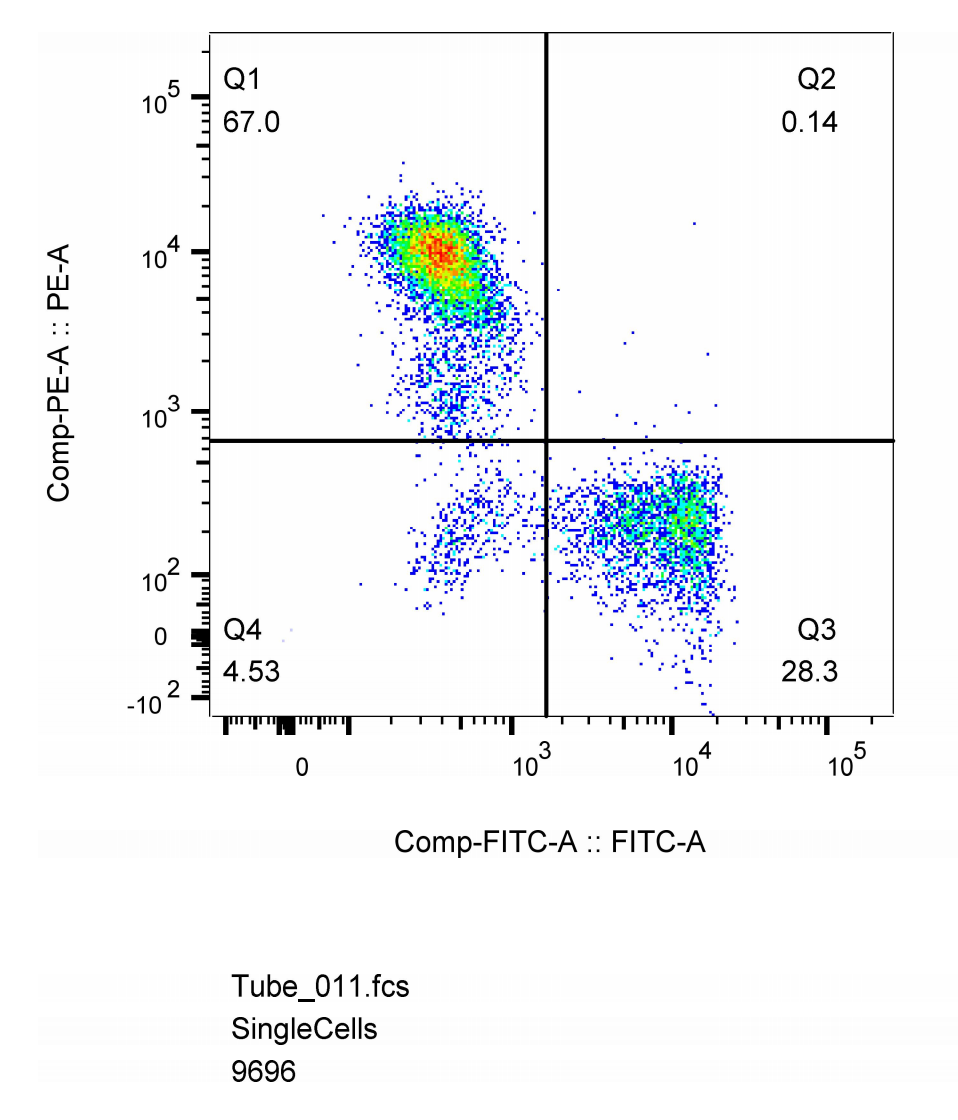 Q1
67.0
Q2
0.14
Q4
4.53
Q3
28.3
10^5
10^4
10^3
10^2
0
-10^2
Comp-PE-A :: PE-A
0
10^3
10^4
10^5
Comp-FITC-A :: FITC-A
Tube_011.fcs
SingleCells
9696